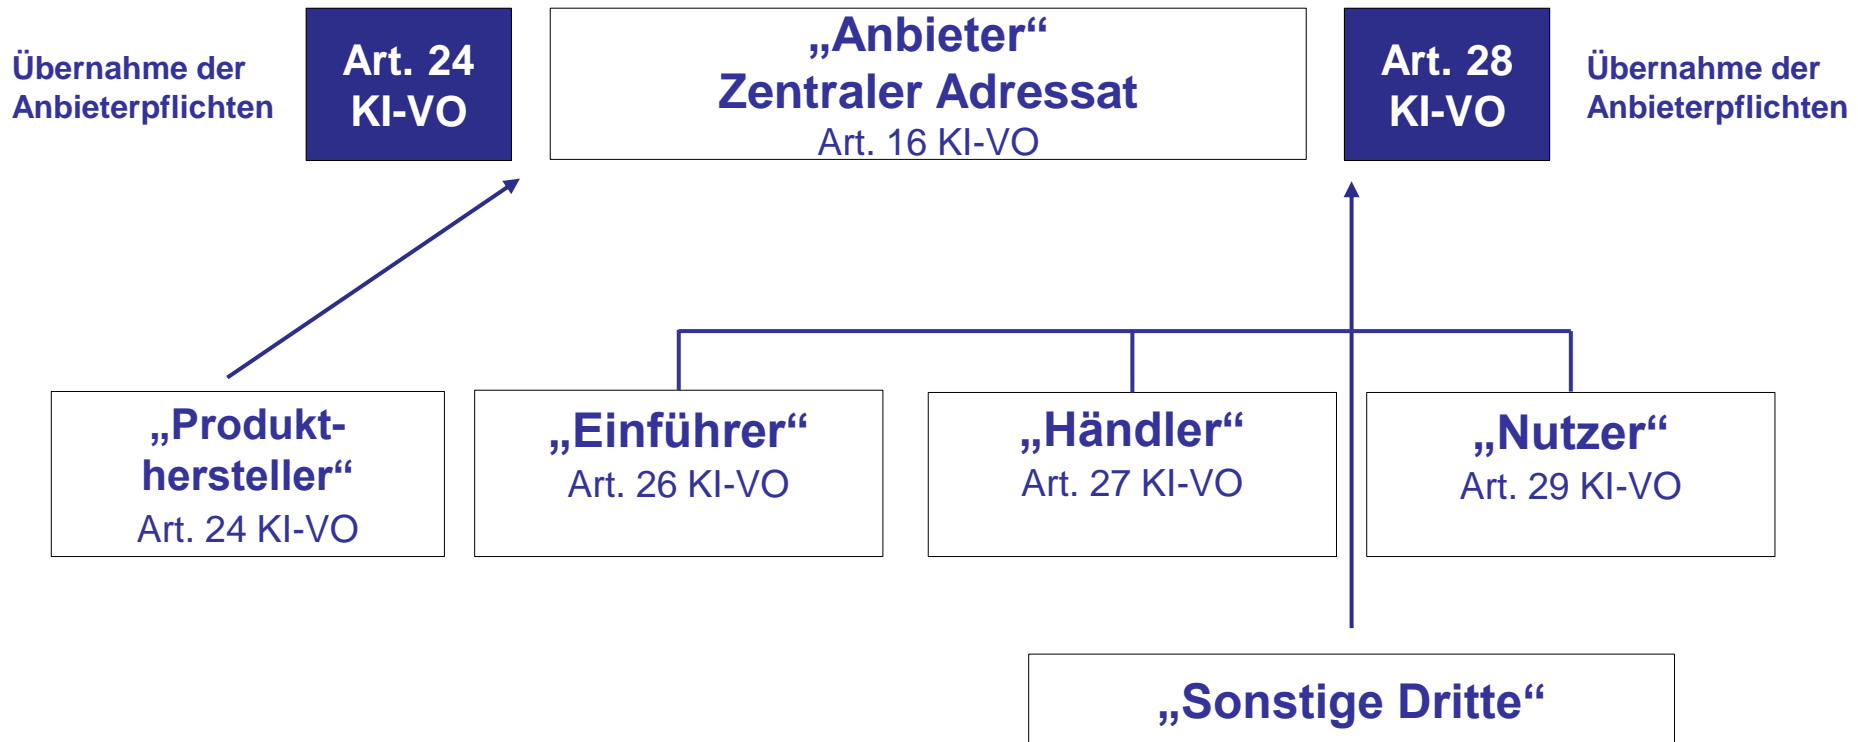 Übernahme der
Anbieterpflichten
Art. 24
KI-VO
„Anbieter“
Zentraler Adressat
Art. 16 KI-VO
Art. 28
KI-VO
Übernahme der
Anbieterpflichten
„Produkt-
hersteller“
Art. 24 KI-VO
„Einführer“
Art. 26 KI-VO
„Händler“
Art. 27 KI-VO
„Nutzer“
Art. 29 KI-VO
„Sonstige Dritte“